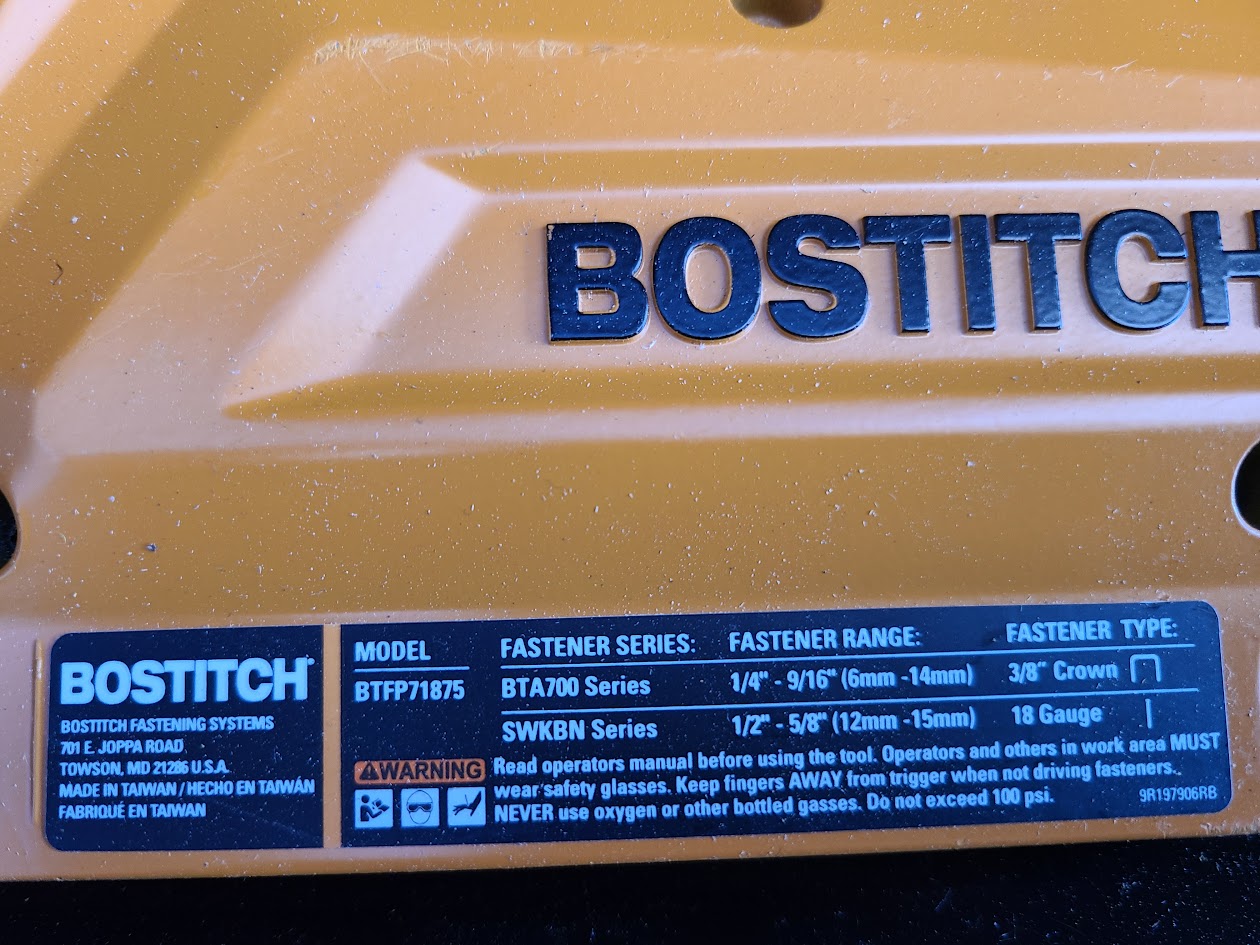 BOSTITCH
BOSTITCH
BOSTITCH FASTENING SYSTEMS
701 E. JOPPA ROAD
TOWSON, MD 21286 U.S.A.
MADE IN TAIWAN / HECHO EN TAIWÁN
FABRIQUÉ EN TAIWAN
MODEL
BTFP71875
FASTENER SERIES: FASTENER RANGE: FASTENER TYPE:
BTA700 Series 1/4" - 9/16" (6mm -14mm) 3/8" Crown
SWKBN Series 1/2" - 5/8" (12mm -15mm) 18 Gauge
WARNING
Read operators manual before using the tool. Operators and others in work area MUST
wear safety glasses. Keep fingers AWAY from trigger when not driving fasteners.
NEVER use oxygen or other bottled gasses. Do not exceed 100 psi.
9R197906RB